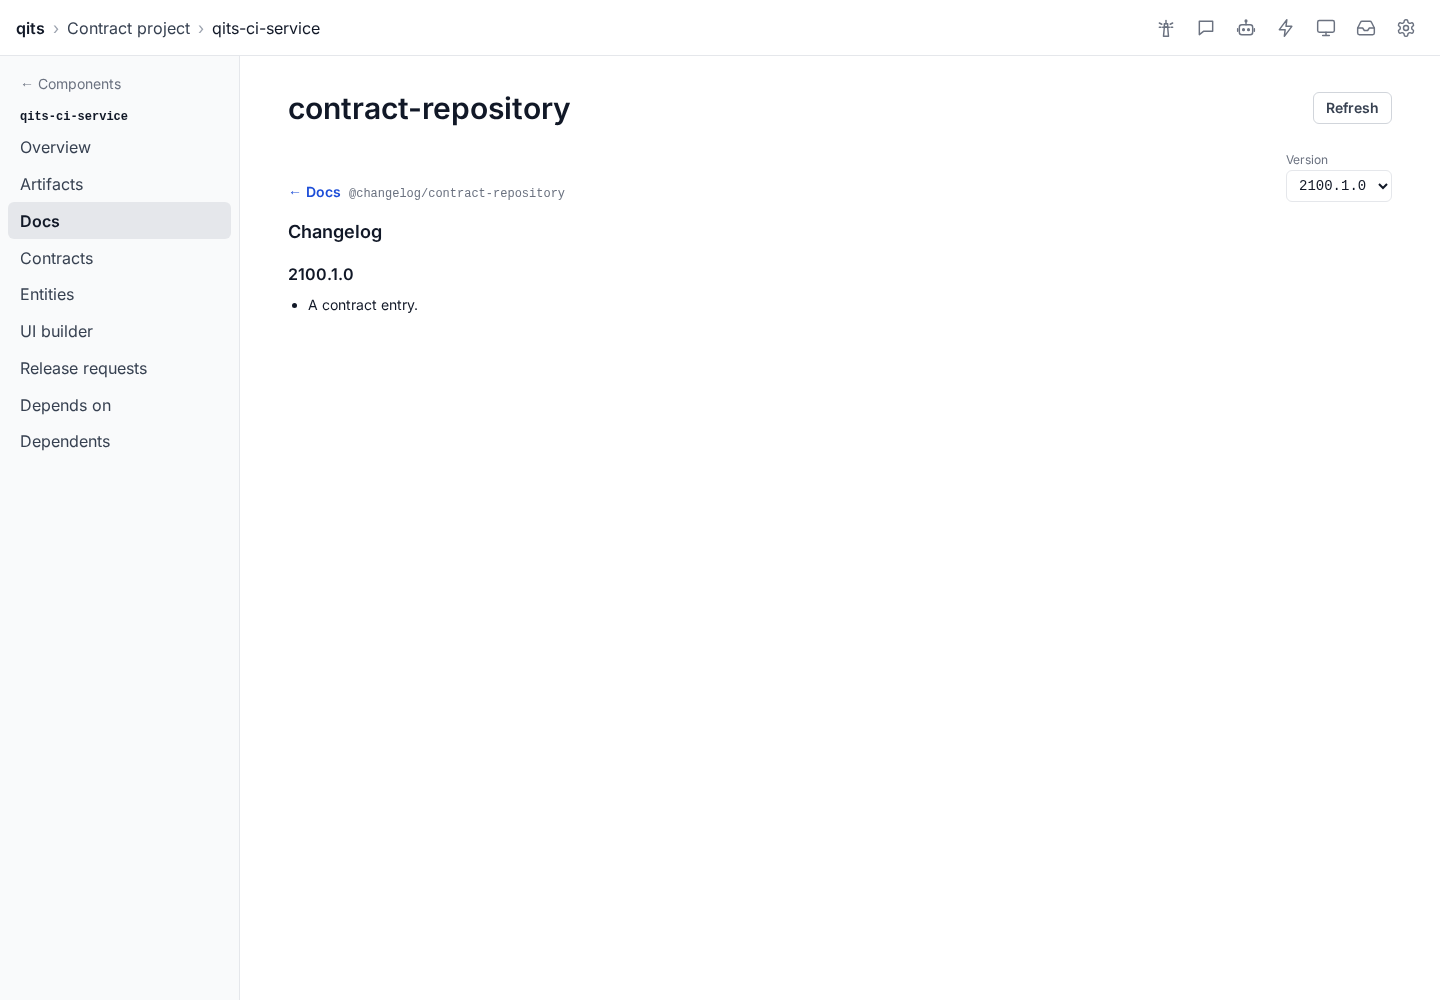 qits › Contract project › qits-ci-service
← Components
qits-ci-service
Overview
Artifacts
Docs
Contracts
Entities
UI builder
Release requests
Depends on
Dependents
contract-repository
Refresh
Version
2100.1.0
← Docs @changelog/contract-repository
Changelog
2100.1.0
• A contract entry.